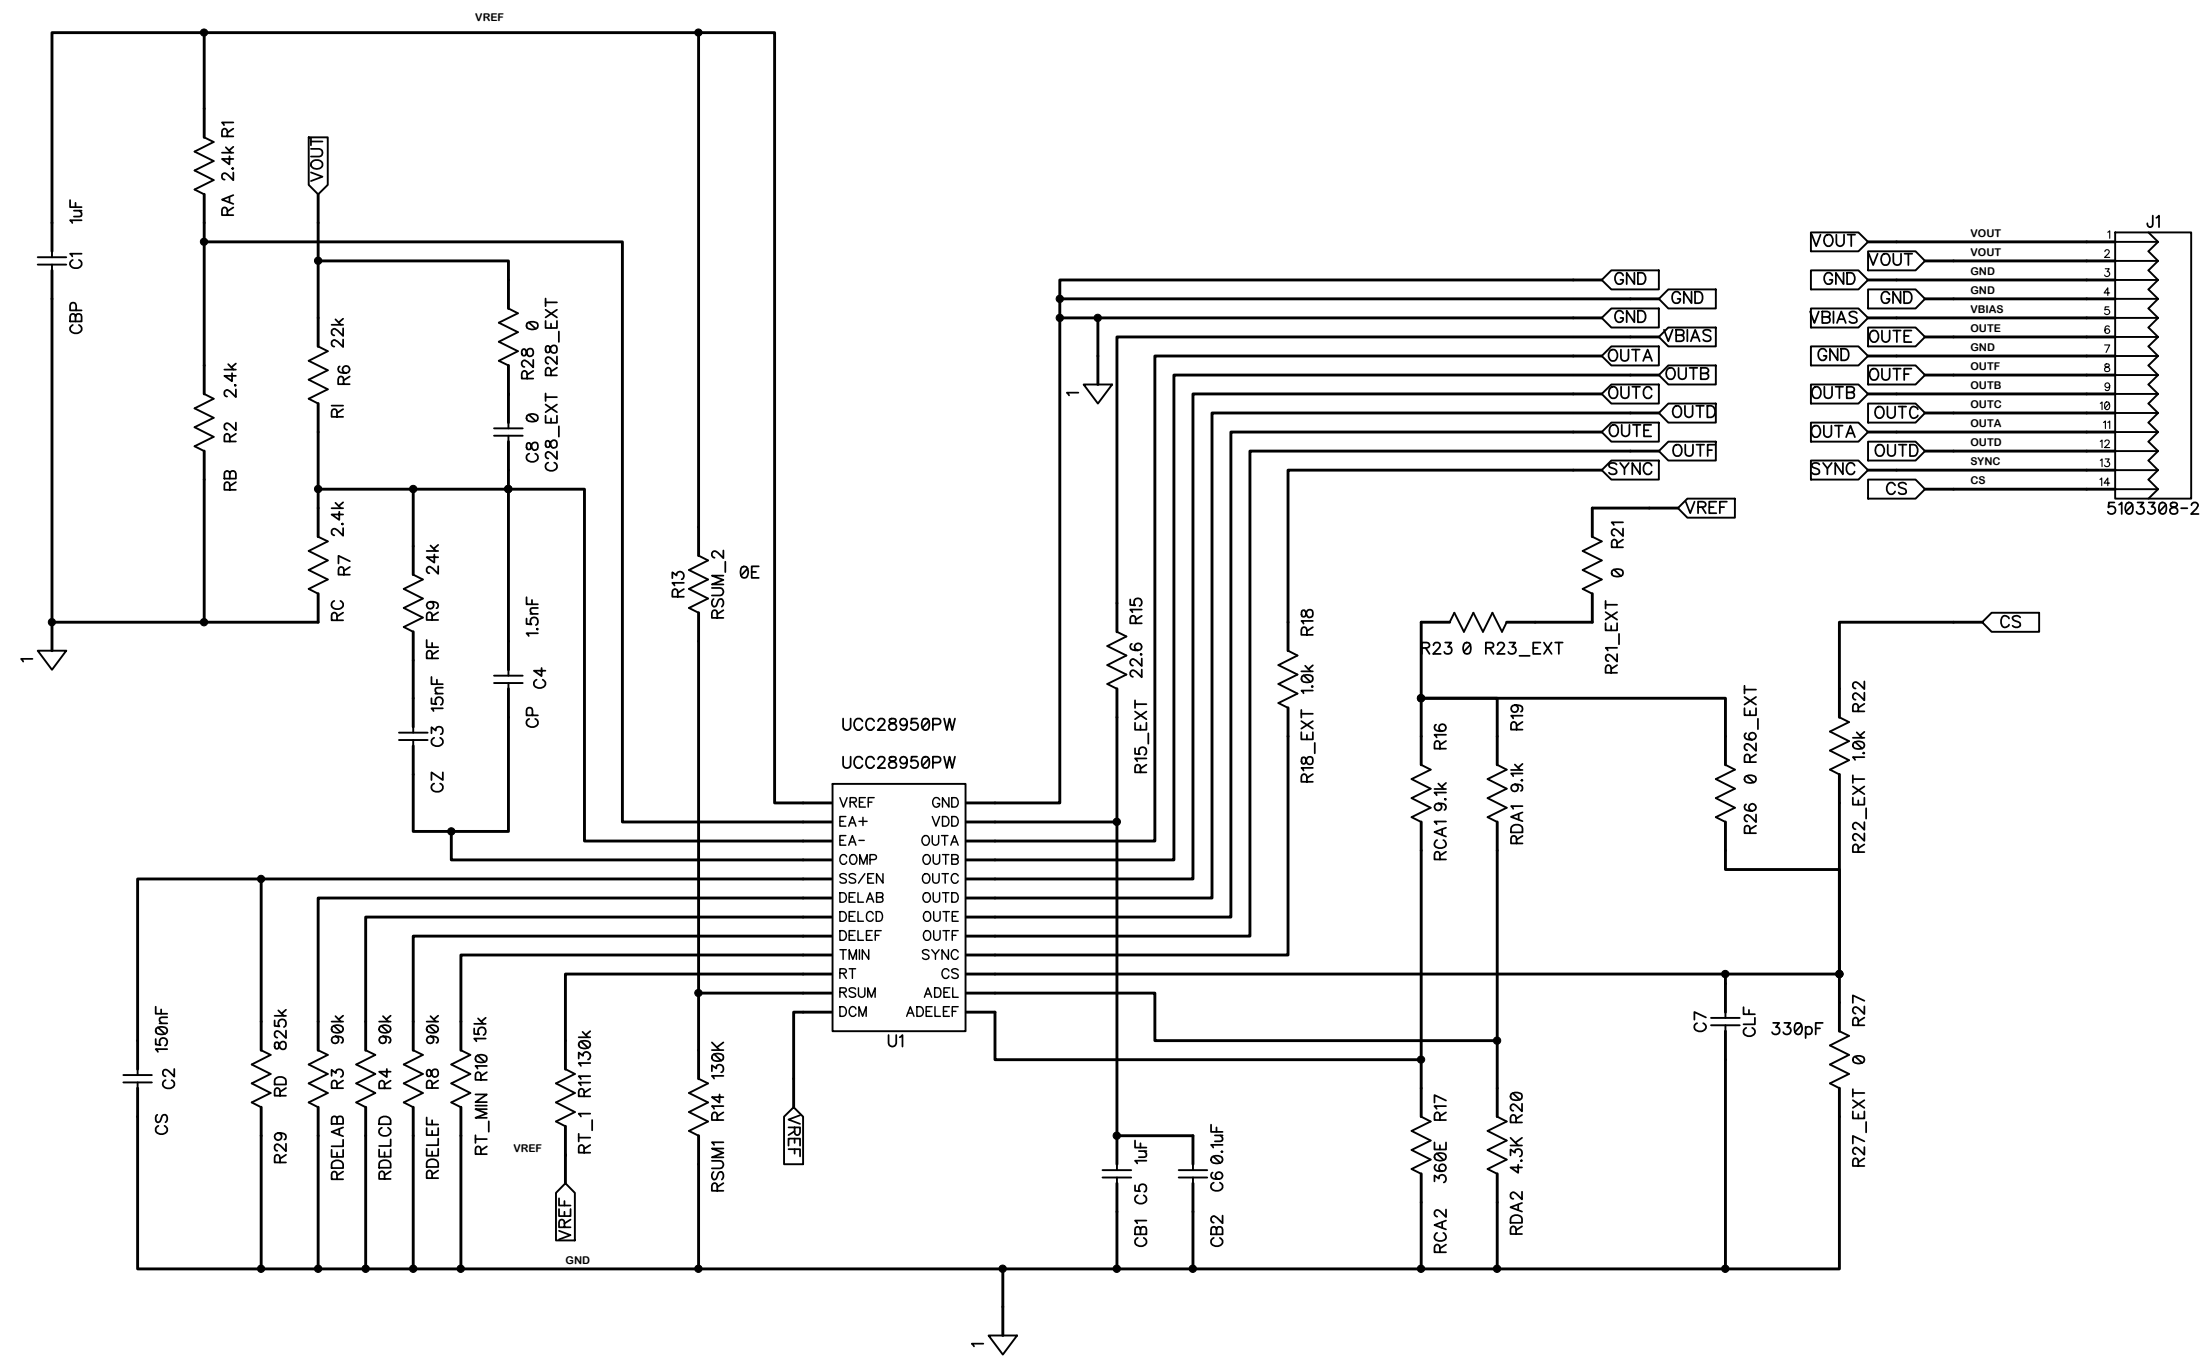 VREF
R1
2.4k
RA
VOUT
1uF
C1
CBP
22k
R6
RI
R28 0
R28_EXT
C8 0
C28_EXT
2.4k
R2
RB
2.4k
R7
RC
24k
R9
RF
15nF
C3
CZ
1.5nF
C4
CP
1
R13
RSUM_2
0E
GND
GND
GND
VBIAS
OUTA
OUTB
OUTC
OUTD
OUTE
OUTF
SYNC
1
VREF
R21
0
R21_EXT
R23 0 R23_EXT
CS
J1
VOUT VOUT 1
VOUT VOUT 2
GND GND 3
GND GND 4
VBIAS VBIAS 5
OUTE OUTE 6
GND GND 7
OUTF OUTF 8
OUTB OUTB 9
OUTC OUTC 10
OUTA OUTA 11
OUTD OUTD 12
SYNC SYNC 13
CS CS 14
5103308-2
R15
22.6
R15_EXT
R18
1.0k
R18_EXT
R16
9.1k
RCA1
R19
9.1k
RDA1
R26_EXT
0
R26
R22
1.0k
R22_EXT
UCC28950PW
UCC28950PW
VREF GND
EA+ VDD
EA- OUTA
COMP OUTB
SS/EN OUTC
DELAB OUTD
DELCD OUTE
DELEF OUTF
TMIN SYNC
RT CS
RSUM ADEL
DCM ADELEF
U1
150nF
C2
CS
825k
RD
R29
90k
R3
RDELAB
90k
R4
RDELCD
90k
R8
RDELEF
15k
R10
RT_MIN
130k
R11
RT_1
VREF
VREF
130K
R14
RSUM1
VREF
1uF
C5
CB1
0.1uF
C6
CB2
R17
360E
RCA2
R20
4.3K
RDA2
C7
CLF
330pF
R27
0
R27_EXT
GND
1